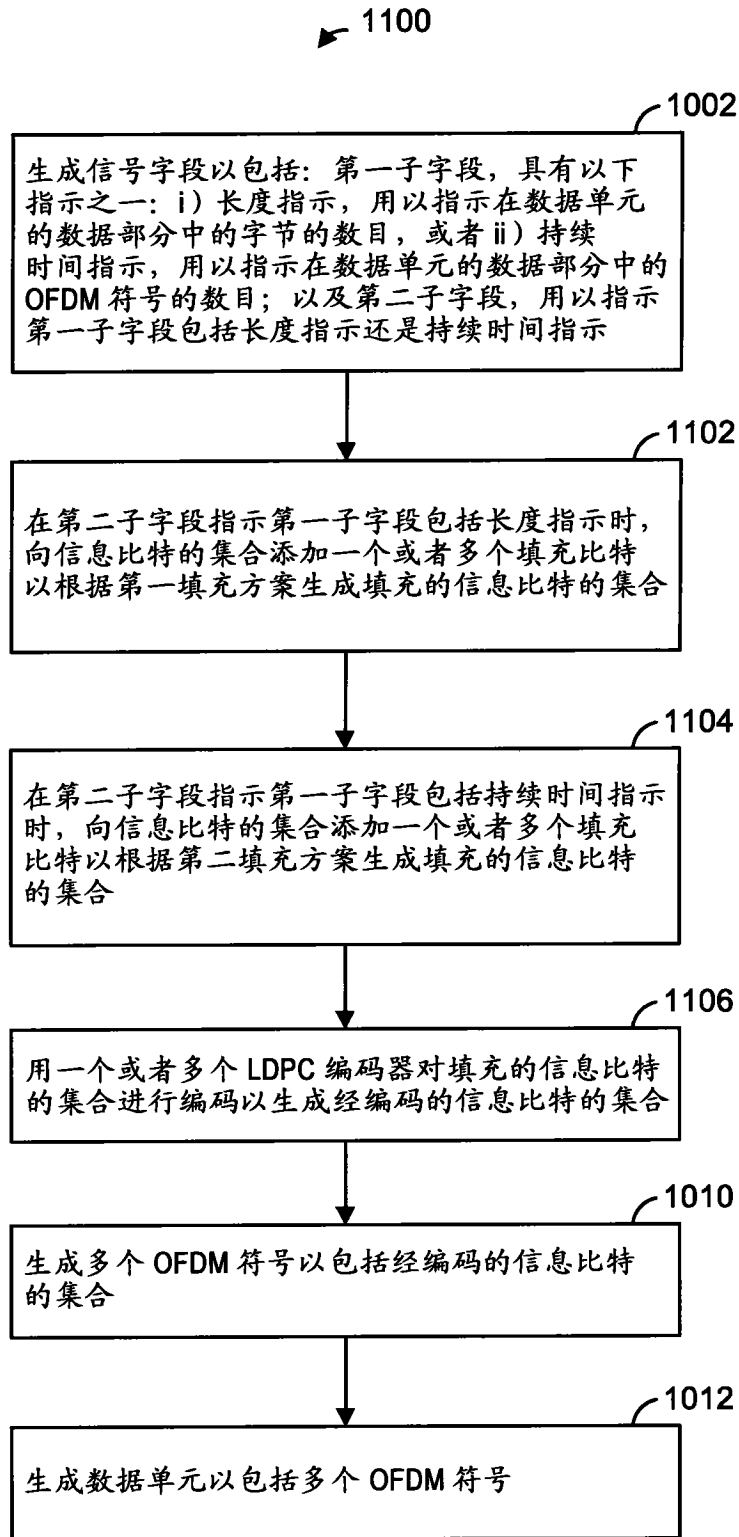 1100
1002
生成信号字段以包括：第一子字段，具有以下
指示之一：i）长度指示，用以指示在数据单元
的数据部分中的字节的数目，或者ii）持续
时间指示，用以指示在数据单元的数据部分中的
OFDM 符号的数目；以及第二子字段，用以指示
第一子字段包括长度指示还是持续时间指示
1102
在第二子字段指示第一子字段包括长度指示时，
向信息比特的集合添加一个或者多个填充比特
以根据第一填充方案生成填充的信息比特的集合
1104
在第二子字段指示第一子字段包括持续时间指示
时，向信息比特的集合添加一个或者多个填充
比特以根据第二填充方案生成填充的信息比特
的集合
1106
用一个或者多个 LDPC 编码器对填充的信息比特
的集合进行编码以生成经编码的信息比特的集合
1010
生成多个 OFDM 符号以包括经编码的信息比特
的集合
1012
生成数据单元以包括多个 OFDM 符号